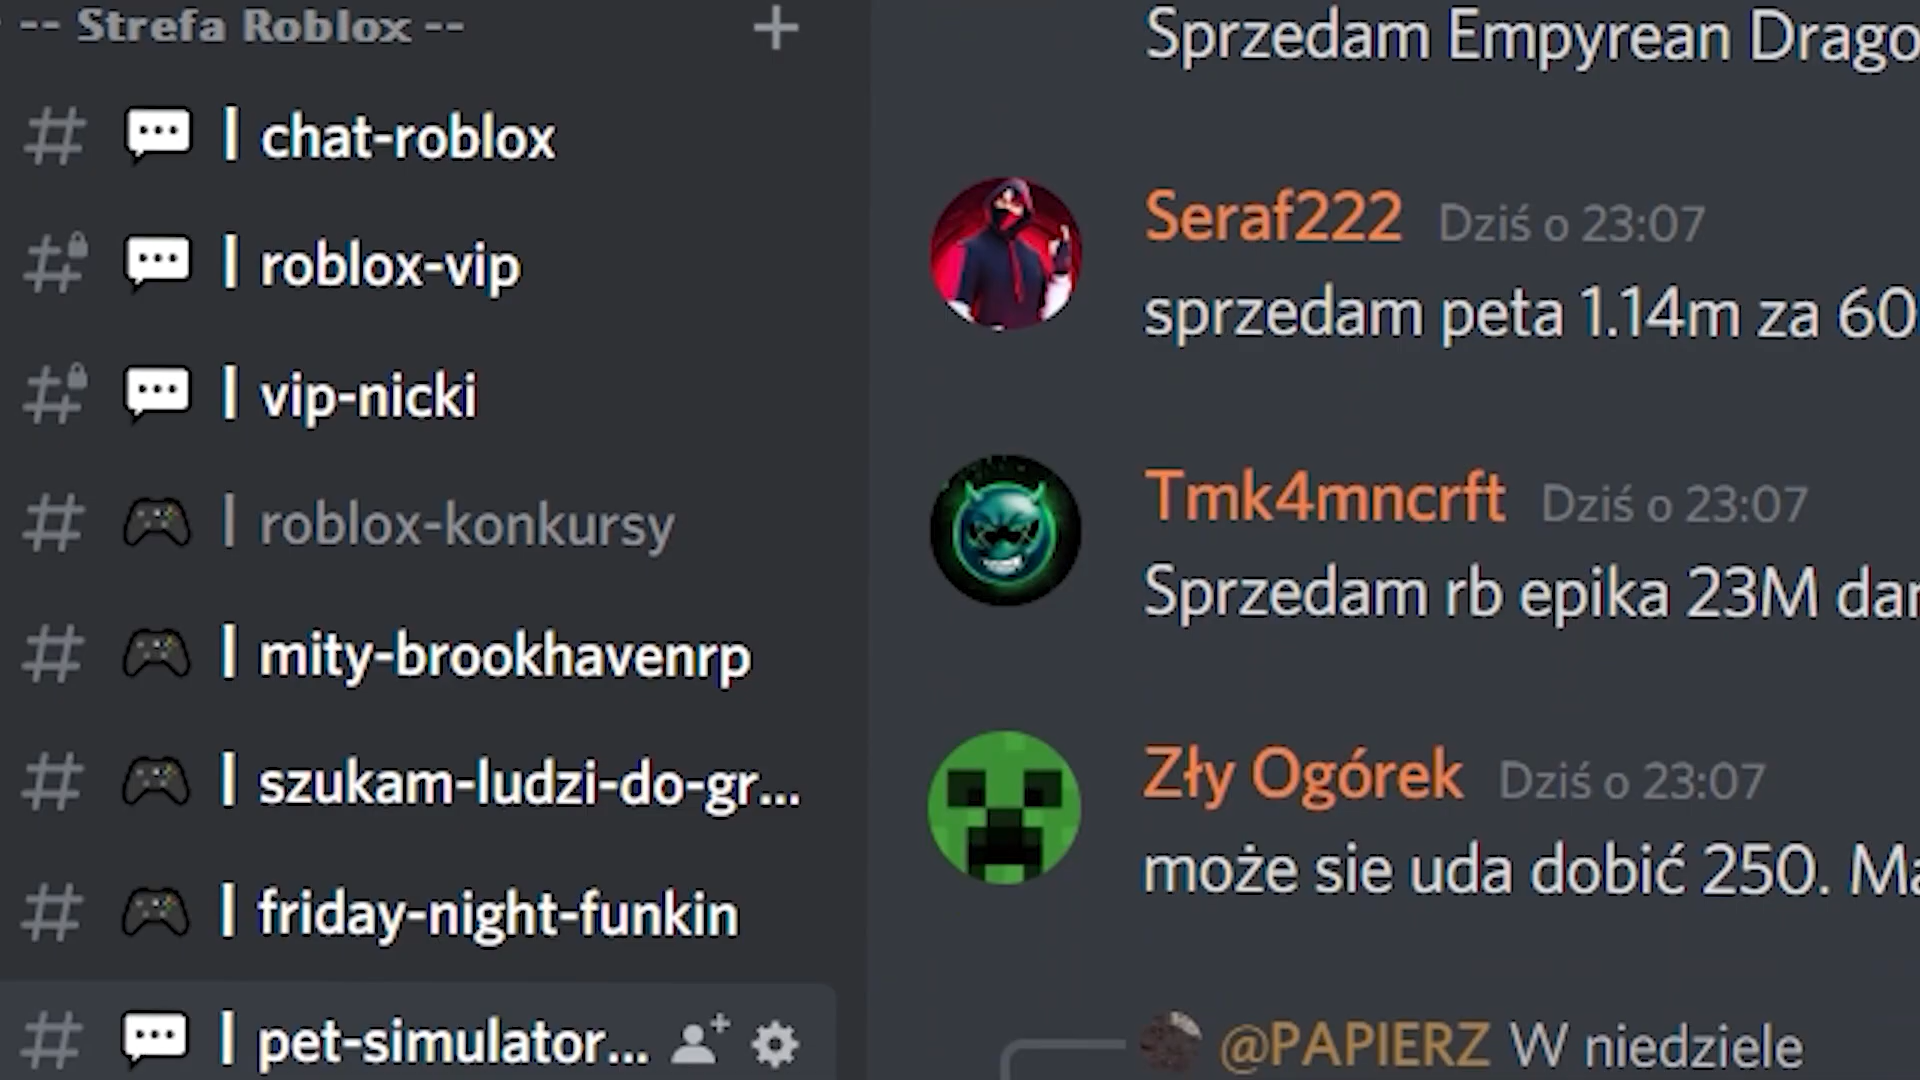 -- Strefa Roblox --
chat-roblox
roblox-vip
vip-nicki
roblox-konkursy
mity-brookhavenrp
szukam-ludzi-do-gr...
friday-night-funkin
pet-simulator...
Sprzedam Empyrean Drago
Seraf222 Dziś o 23:07
sprzedam peta 1.14m za 60
Tmk4mncrft Dziś o 23:07
Sprzedam rb epika 23M dar
Zły Ogórek Dziś o 23:07
może sie uda dobić 250. Ma
@PAPIERZ W niedziele